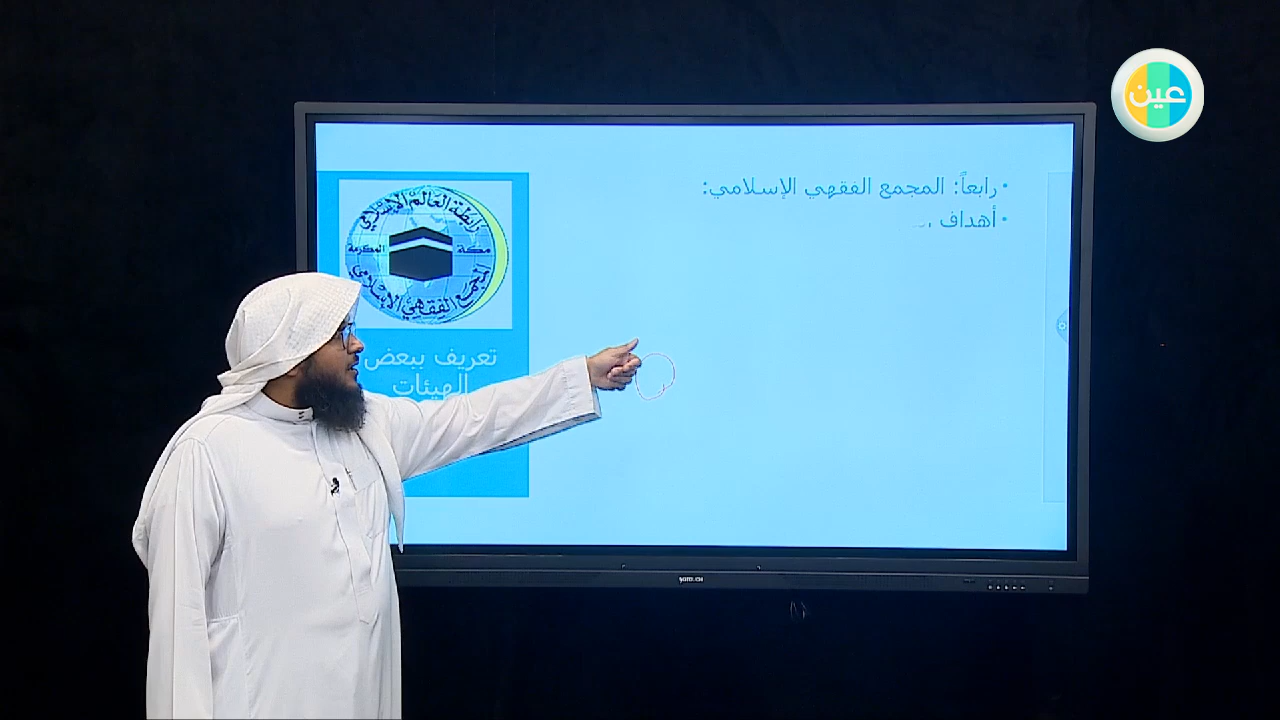 عين
رابعاً: المجمع الفقهي الإسلامي:
أهداف
رابطة العالم الإسلامي
مكة المكرمة
المجمع الفقهي الإسلامي
تعريف ببعض
الهيئات